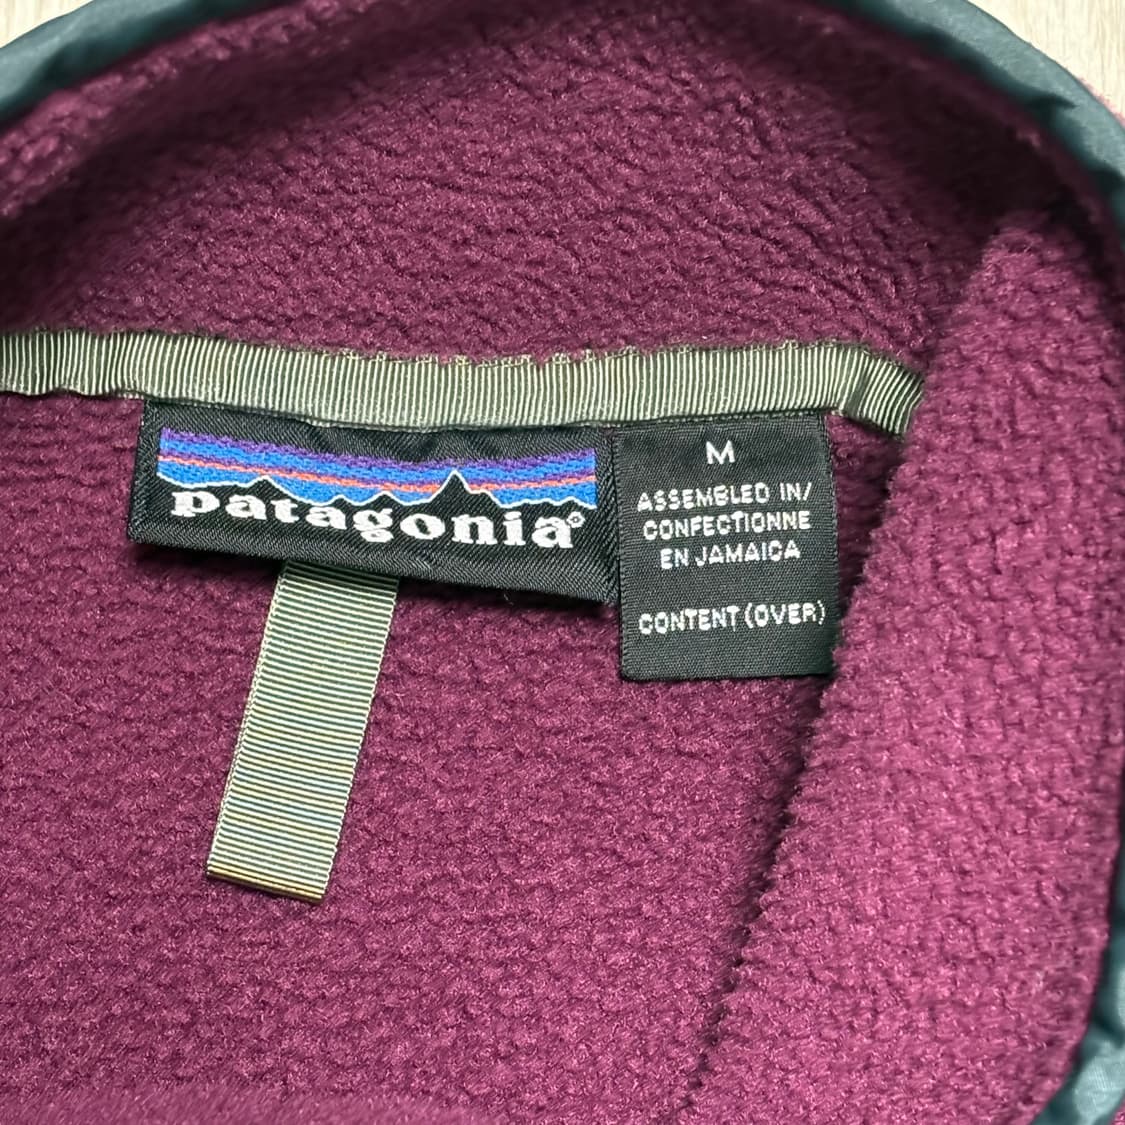 patagonia®
M
ASSEMBLED IN/
CONFECTIONNE
EN JAMAICA
CONTENT (OVER)